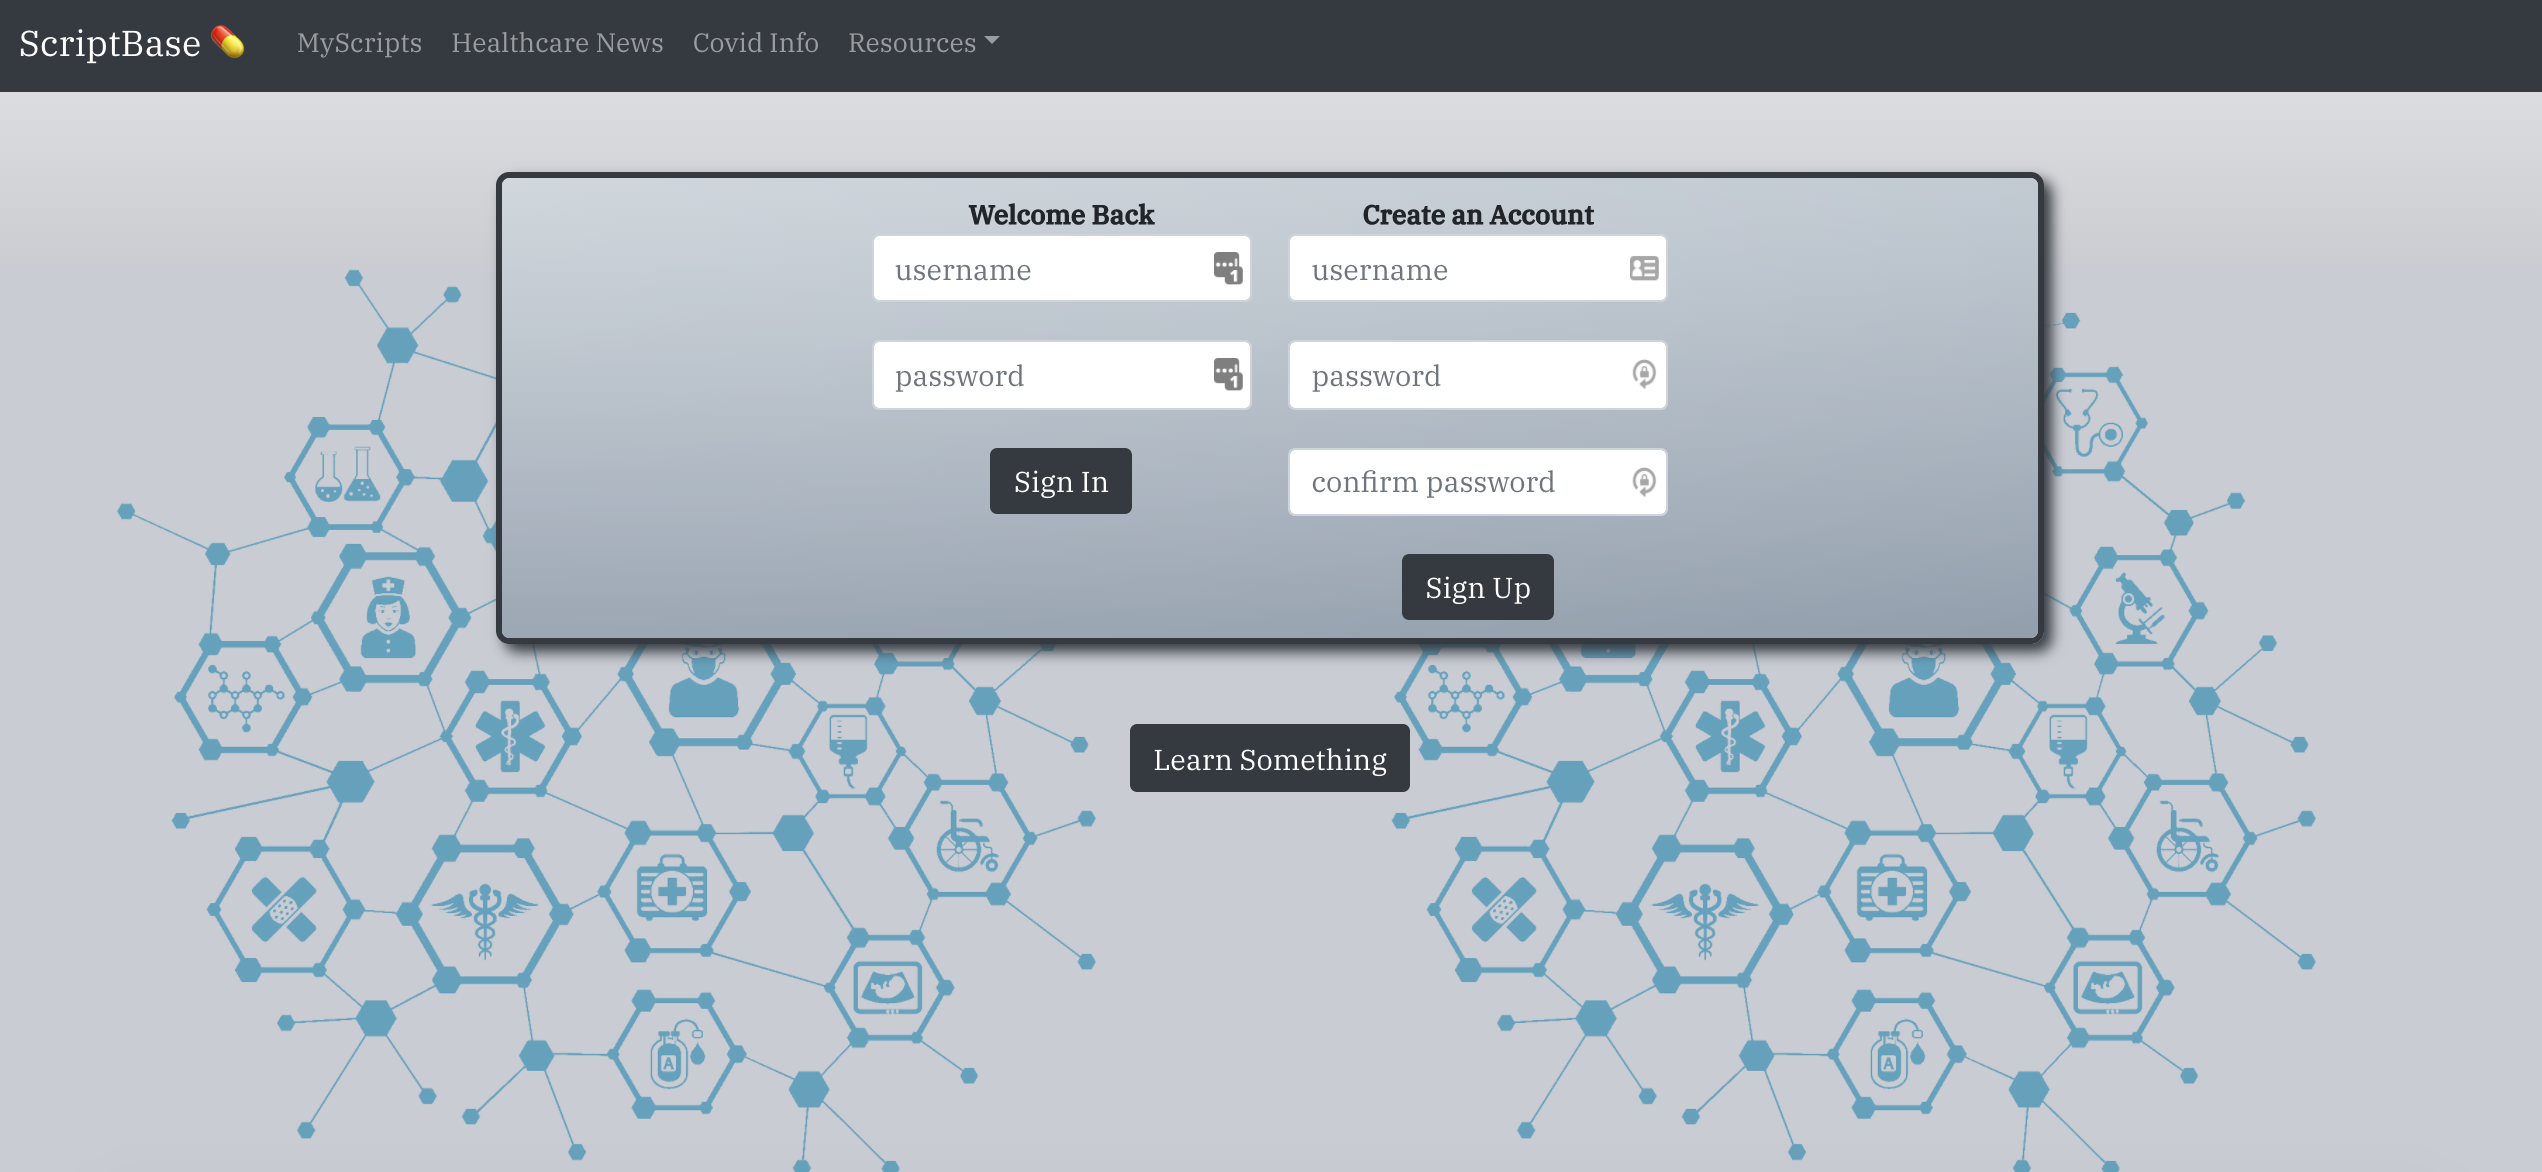 ScriptBase
MyScripts
Healthcare News
Covid Info
Resources
Welcome Back
username
password
Sign In
Create an Account
username
password
confirm password
Sign Up
Learn Something